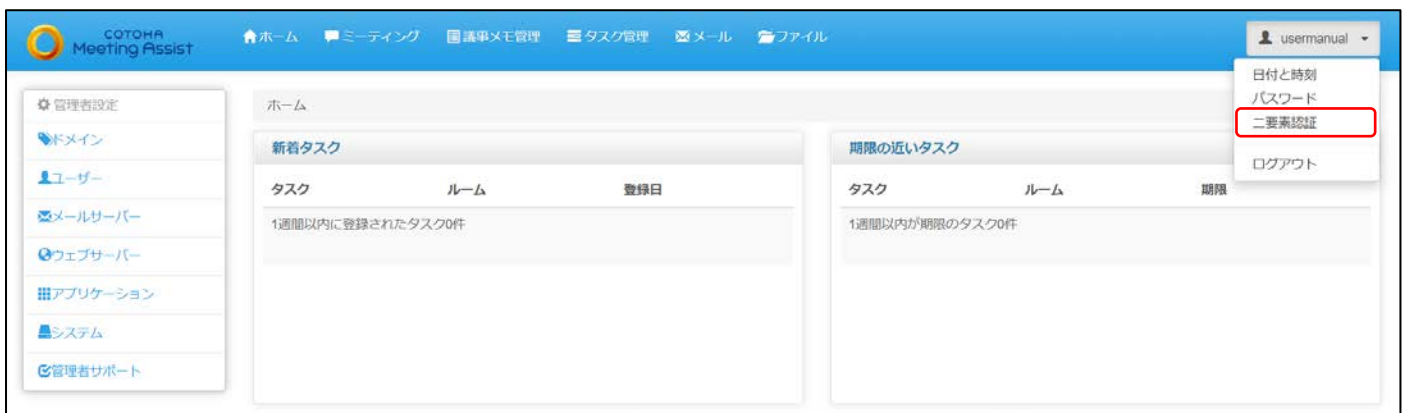 COTOHA
Meeting Assist
ホーム ミーティング 議事メモ管理 タスク管理 メール ファイル usermanual
日付と時刻
パスワード
二要素認証
ログアウト
管理者設定
ドメイン
ユーザー
メールサーバー
ウェブサーバー
アプリケーション
システム
管理者サポート
ホーム
新着タスク
タスク ルーム 登録日
1週間以内に登録されたタスク0件
期限の近いタスク
タスク ルーム 期限
1週間以内が期限のタスク0件